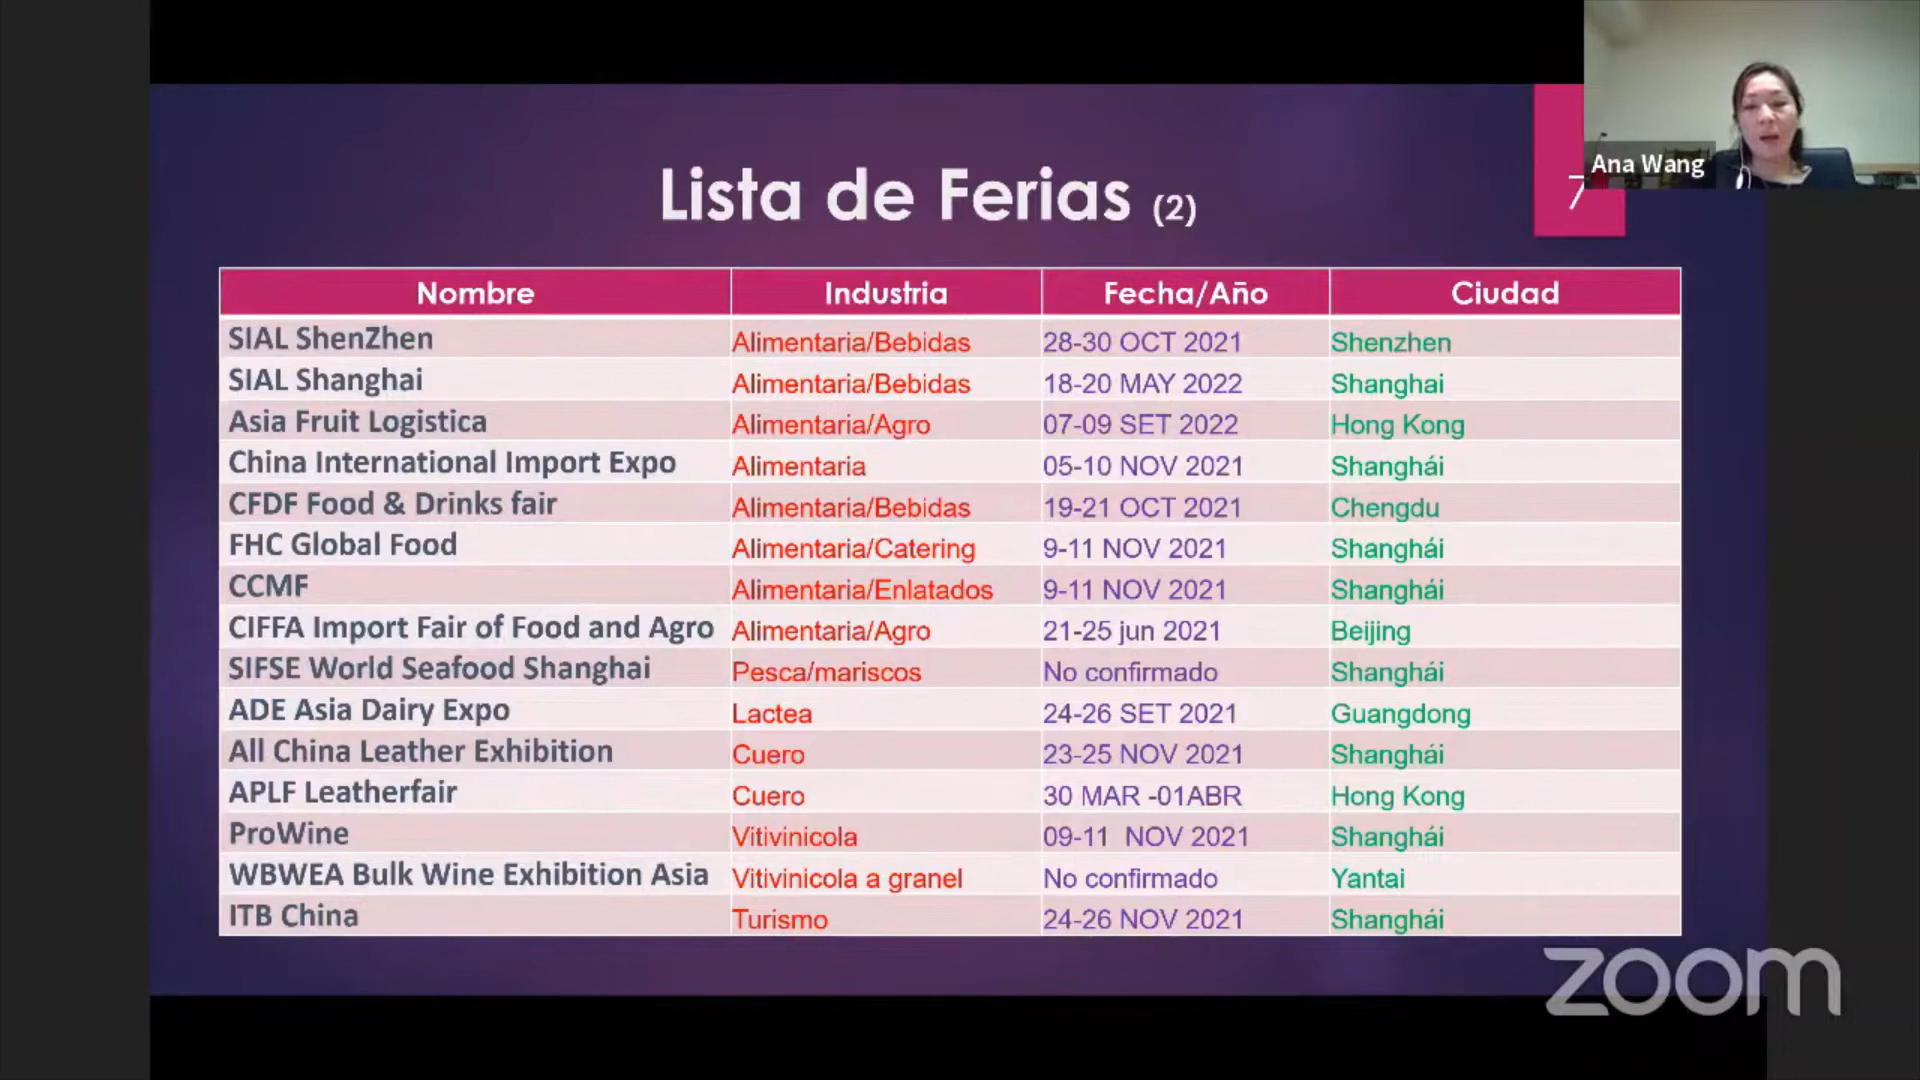 Lista de Ferias (2)
7
Ana Wang
Nombre Industria Fecha/Año Ciudad
SIAL ShenZhen Alimentaria/Bebidas 28-30 OCT 2021 Shenzhen
SIAL Shanghai Alimentaria/Bebidas 18-20 MAY 2022 Shanghai
Asia Fruit Logistica Alimentaria/Agro 07-09 SET 2022 Hong Kong
China International Import Expo Alimentaria 05-10 NOV 2021 Shanghái
CFDF Food & Drinks fair Alimentaria/Bebidas 19-21 OCT 2021 Chengdu
FHC Global Food Alimentaria/Catering 9-11 NOV 2021 Shanghái
CCMF Alimentaria/Enlatados 9-11 NOV 2021 Shanghái
CIFFA Import Fair of Food and Agro Alimentaria/Agro 21-25 jun 2021 Beijing
SIFSE World Seafood Shanghai Pesca/mariscos No confirmado Shanghái
ADE Asia Dairy Expo Lactea 24-26 SET 2021 Guangdong
All China Leather Exhibition Cuero 23-25 NOV 2021 Shanghái
APLF Leatherfair Cuero 30 MAR -01ABR Hong Kong
ProWine Vitivinicola 09-11 NOV 2021 Shanghái
WBWEA Bulk Wine Exhibition Asia Vitivinicola a granel No confirmado Yantai
ITB China Turismo 24-26 NOV 2021 Shanghái
zoom